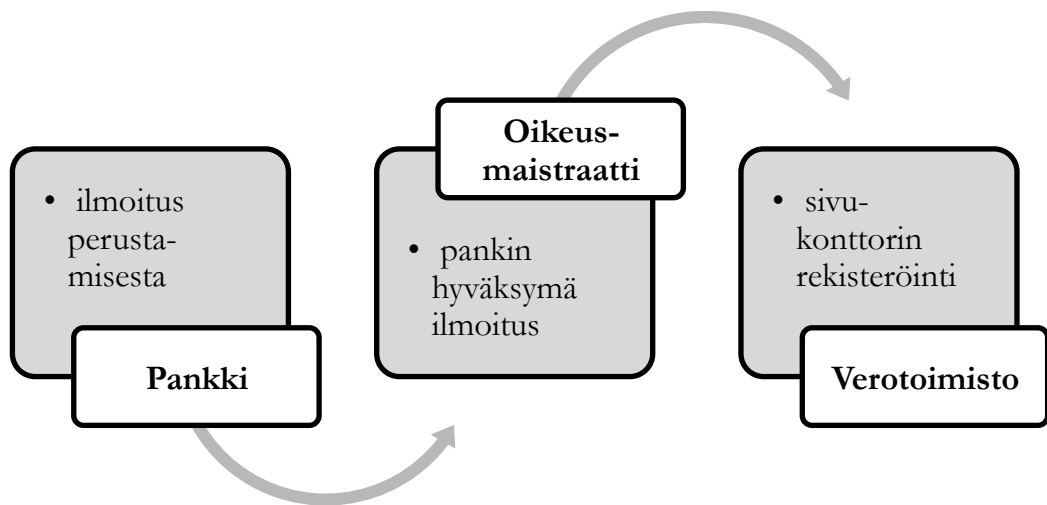 • ilmoitus
perusta-
misesta
Pankki
Oikeus-
maistraatti
• pankin
hyväksymä
ilmoitus
• sivu-
konttorin
rekisteröinti
Verotoimisto